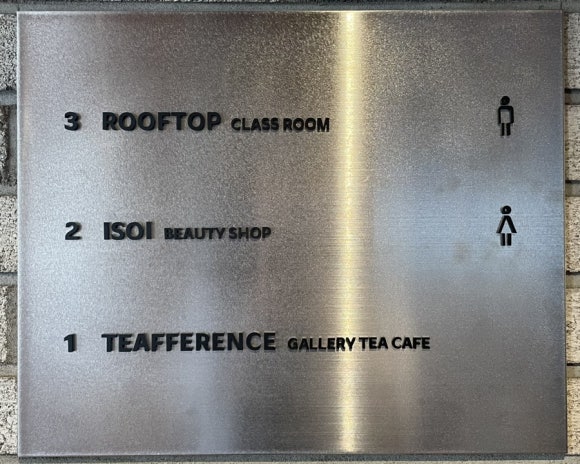 3 ROOFTOP CLASS ROOM
2 ISOI BEAUTY SHOP
1 TEAFFERENCE GALLERY TEA CAFE